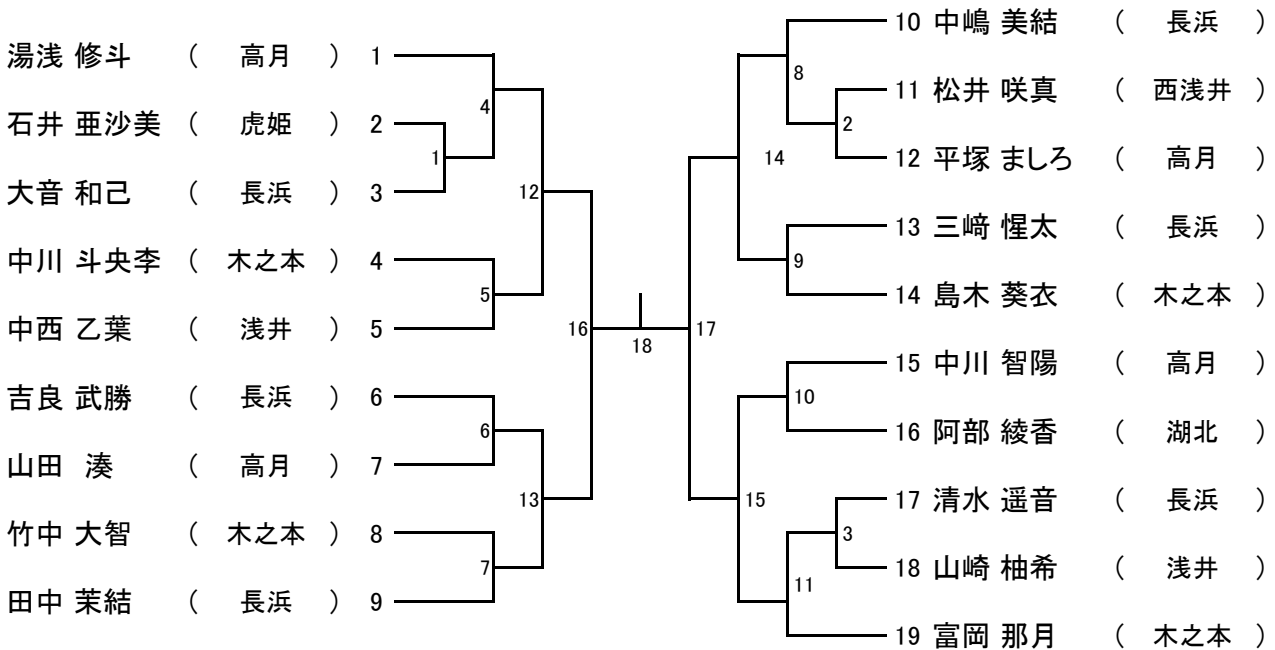 湯浅 修斗 ( 高月 ) 1
石井 亜沙美 ( 虎姫 ) 2
大音 和己 ( 長浜 ) 3
中川 斗央李 ( 木之本 ) 4
中西 乙葉 ( 浅井 ) 5
吉良 武勝 ( 長浜 ) 6
山田 湊 ( 高月 ) 7
竹中 大智 ( 木之本 ) 8
田中 茉結 ( 長浜 ) 9
1
4
5
6
7
12
13
16
18
17
14
15
8
2
9
10
3
11
10 中嶋 美結 ( 長浜 )
11 松井 咲真 ( 西浅井 )
12 平塚 ましろ ( 高月 )
13 三﨑 惺太 ( 長浜 )
14 島木 葵衣 ( 木之本 )
15 中川 智陽 ( 高月 )
16 阿部 綾香 ( 湖北 )
17 清水 遥音 ( 長浜 )
18 山崎 柚希 ( 浅井 )
19 富岡 那月 ( 木之本 )